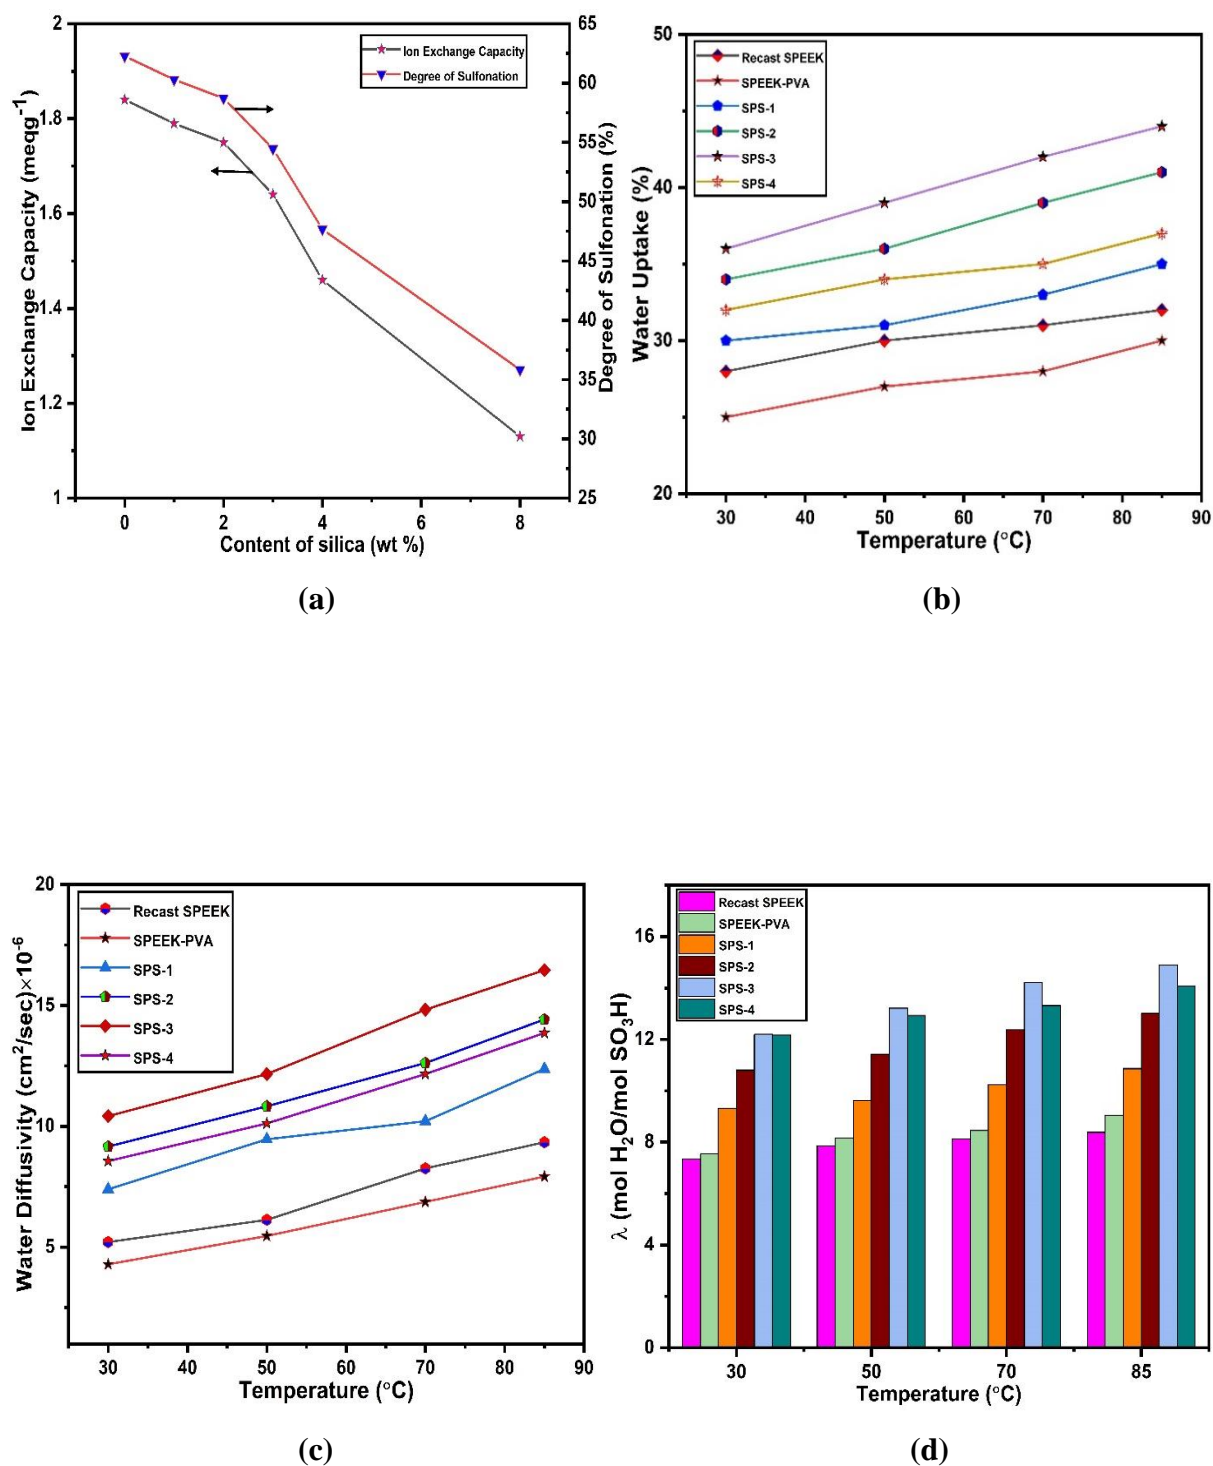 2
1.8
1.6
1.4
1.2
1
Ion Exchange Capacity (meqg-1)
65
60
55
50
45
40
35
30
25
Degree of Sulfonation (%)
Ion Exchange Capacity
Degree of Sulfonation
0 2 4 6 8
Content of silica (wt %)
(a)
50
40
30
20
Water Uptake (%)
Recast SPEEK
SPEEK-PVA
SPS-1
SPS-2
SPS-3
SPS-4
30 40 50 60 70 80 90
Temperature (°C)
(b)
20
15
10
5
Water Diffusivity (cm2/sec)×10-6
Recast SPEEK
SPEEK-PVA
SPS-1
SPS-2
SPS-3
SPS-4
30 40 50 60 70 80 90
Temperature (°C)
(c)
16
12
8
4
0
λ (mol H2O/mol SO3H)
Recast SPEEK
SPEEK-PVA
SPS-1
SPS-2
SPS-3
SPS-4
30 50 70 85
Temperature (°C)
(d)